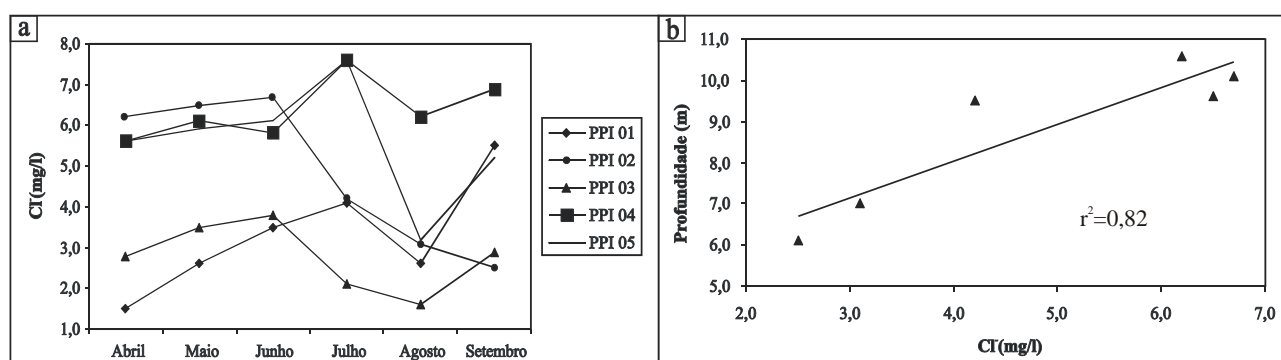 a
8,0
7,0
6,0
5,0
4,0
3,0
2,0
1,0
Cl⁻(mg/l)
Abril Maio Junho Julho Agosto Setembro
PPI 01
PPI 02
PPI 03
PPI 04
PPI 05
b
11,0
10,0
9,0
8,0
7,0
6,0
5,0
Profundidade (m)
r²=0,82
2,0 3,0 4,0 5,0 6,0 7,0
Cl⁻(mg/l)